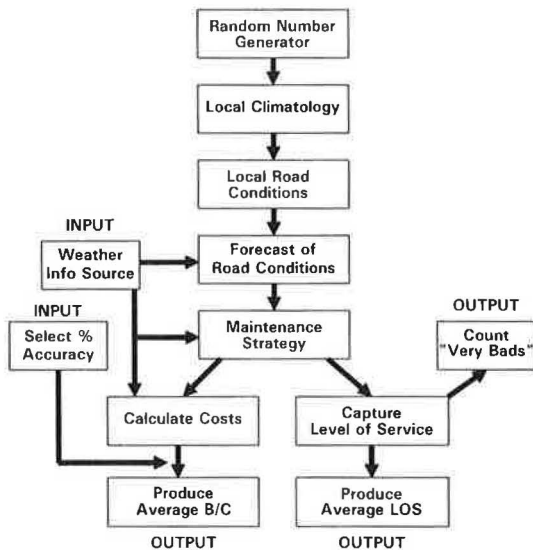 Random Number
Generator
Local Climatology
Local Road
Conditions
INPUT
Weather
Info Source
Forecast of
Road Conditions
INPUT
Select %
Accuracy
Maintenance
Strategy
OUTPUT
Count
"Very Bads"
Calculate Costs
Capture
Level of Service
Produce
Average B/C
OUTPUT
Produce
Average LOS
OUTPUT